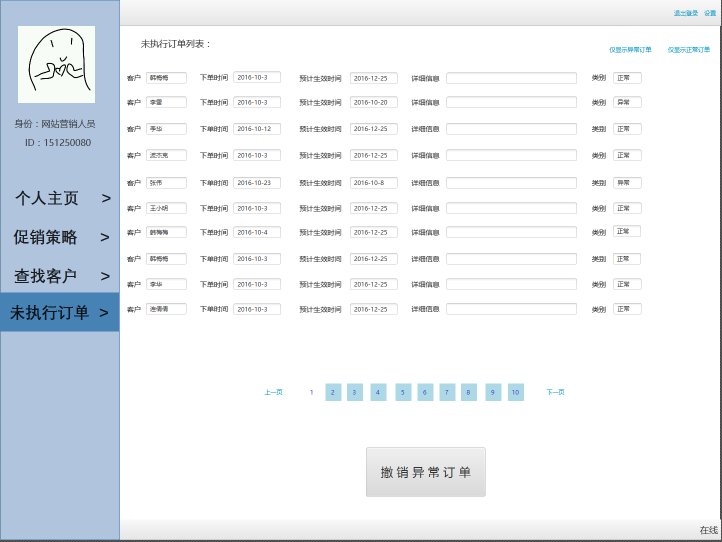 退出登录 设置
身份：网站营销人员
ID：151250080
个人主页 >
促销策略 >
查找客户 >
未执行订单 >
未执行订单列表：
仅显示异常订单 仅显示正常订单
客户 韩梅梅 下单时间 2016-10-3 预计生效时间 2016-12-25 详细信息 类别 正常
客户 李雷 下单时间 2016-10-3 预计生效时间 2016-10-20 详细信息 类别 异常
客户 李华 下单时间 2016-10-12 预计生效时间 2016-12-25 详细信息 类别 正常
客户 杰克 下单时间 2016-10-3 预计生效时间 2016-12-25 详细信息 类别 正常
客户 张伟 下单时间 2016-10-23 预计生效时间 2016-10-8 详细信息 类别 异常
客户 王小明 下单时间 2016-10-3 预计生效时间 2016-12-25 详细信息 类别 正常
客户 韩梅梅 下单时间 2016-10-4 预计生效时间 2016-12-25 详细信息 类别 正常
客户 韩梅梅 下单时间 2016-10-3 预计生效时间 2016-12-25 详细信息 类别 正常
客户 李华 下单时间 2016-10-3 预计生效时间 2016-12-25 详细信息 类别 正常
客户 倩倩 下单时间 2016-10-3 预计生效时间 2016-12-25 详细信息 类别 正常
上一页 1 2 3 4 5 6 7 8 9 10 下一页
撤销异常订单
在线